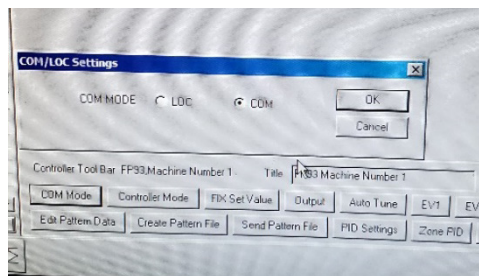 COM/LOC Settings
COM MODE LOC COM
OK
Cancel
Controller Tool Bar FP93,Machine Number 1 Title FP93 Machine Number 1
COM Mode Controller Mode FIX Set Value Output Auto Tune EV1 EV
Edit Pattern Data Create Pattern File Send Pattern File PID Settings Zone PID